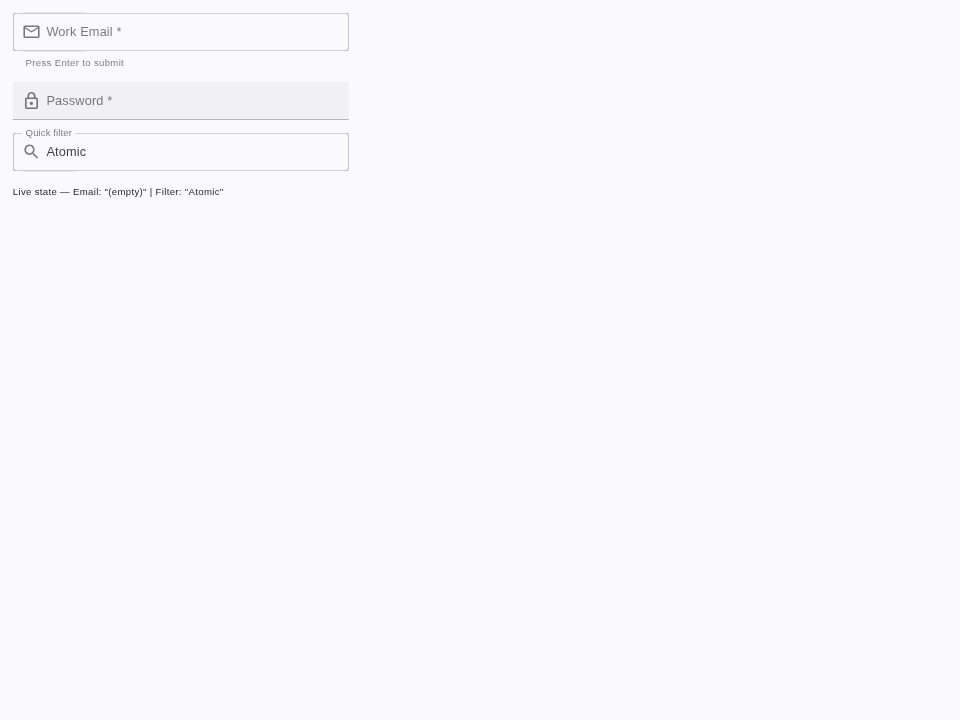 Work Email *
Press Enter to submit
Password *
Quick filter
Atomic
Live state — Email: "(empty)" | Filter: "Atomic"